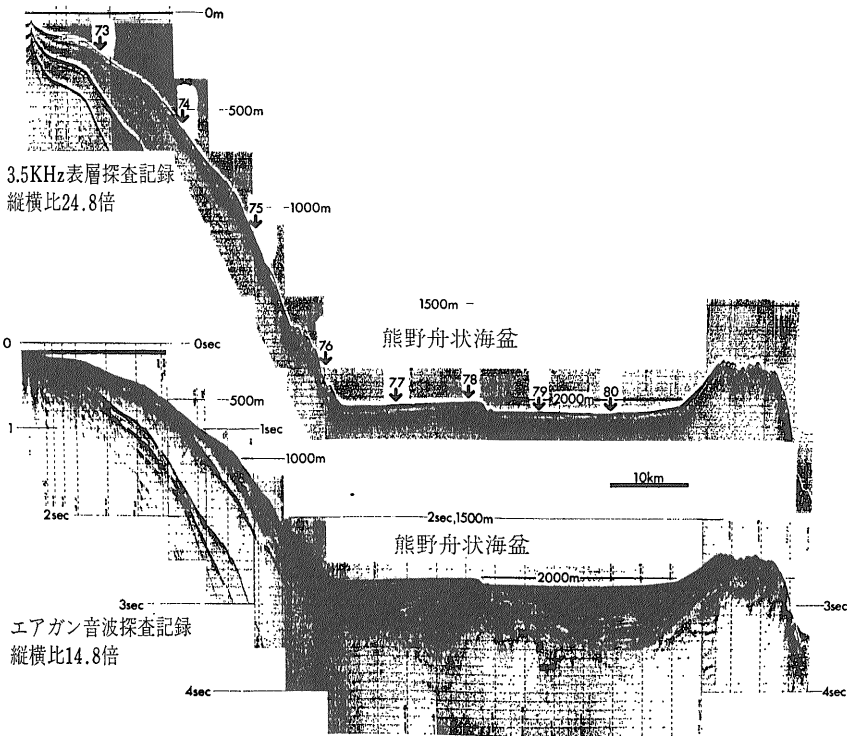 0m
73
74
500m
3.5KHz表層探査記録
縦横比24.8倍
75
1000m
1500m
熊野舟状海盆
76
0
0sec
77
78
79
2000m
80
500m
1
1sec
1000m
10km
2sec
2sec,1500m
熊野舟状海盆
2000m
3sec
3sec
エアガン音波探査記録
縦横比14.8倍
4sec
4sec